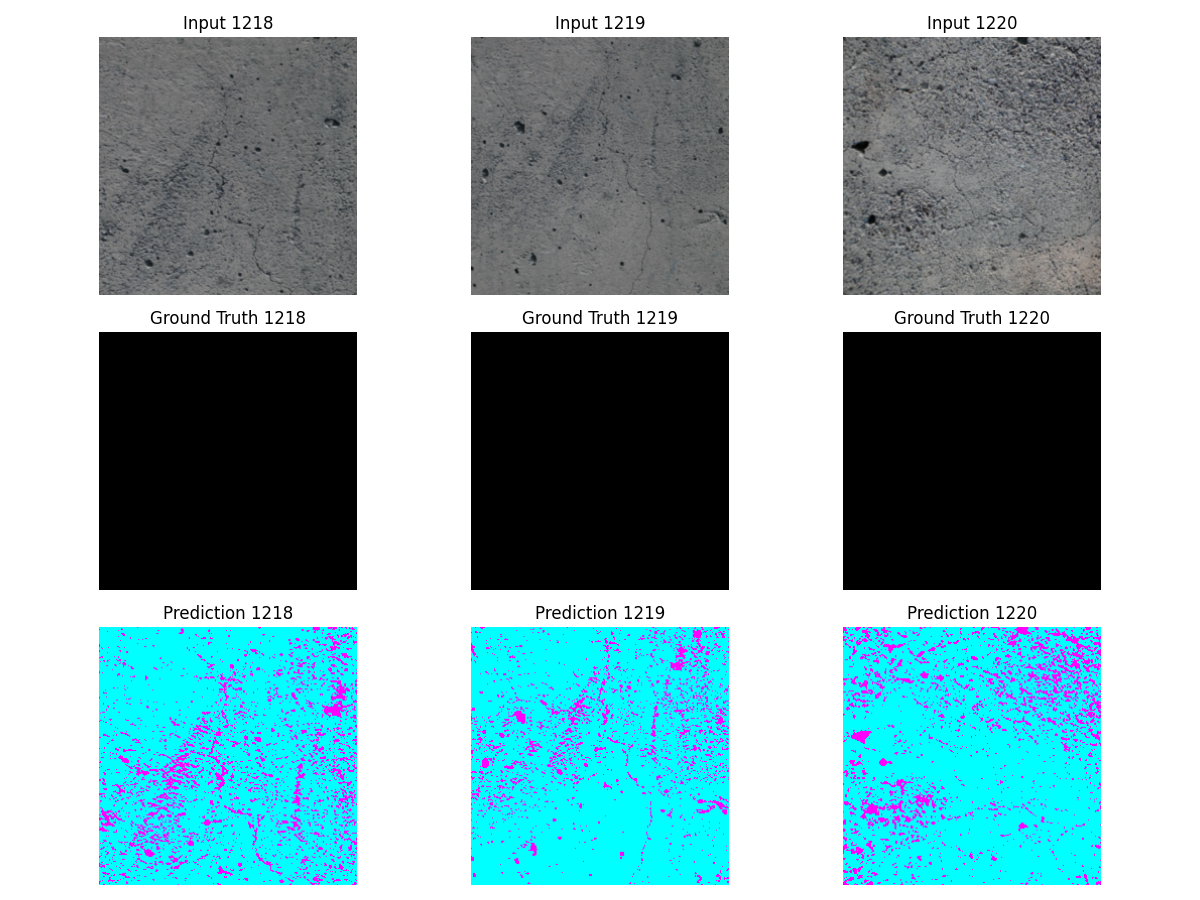 Input 1218
Input 1219
Input 1220
Ground Truth 1218
Ground Truth 1219
Ground Truth 1220
Prediction 1218
Prediction 1219
Prediction 1220